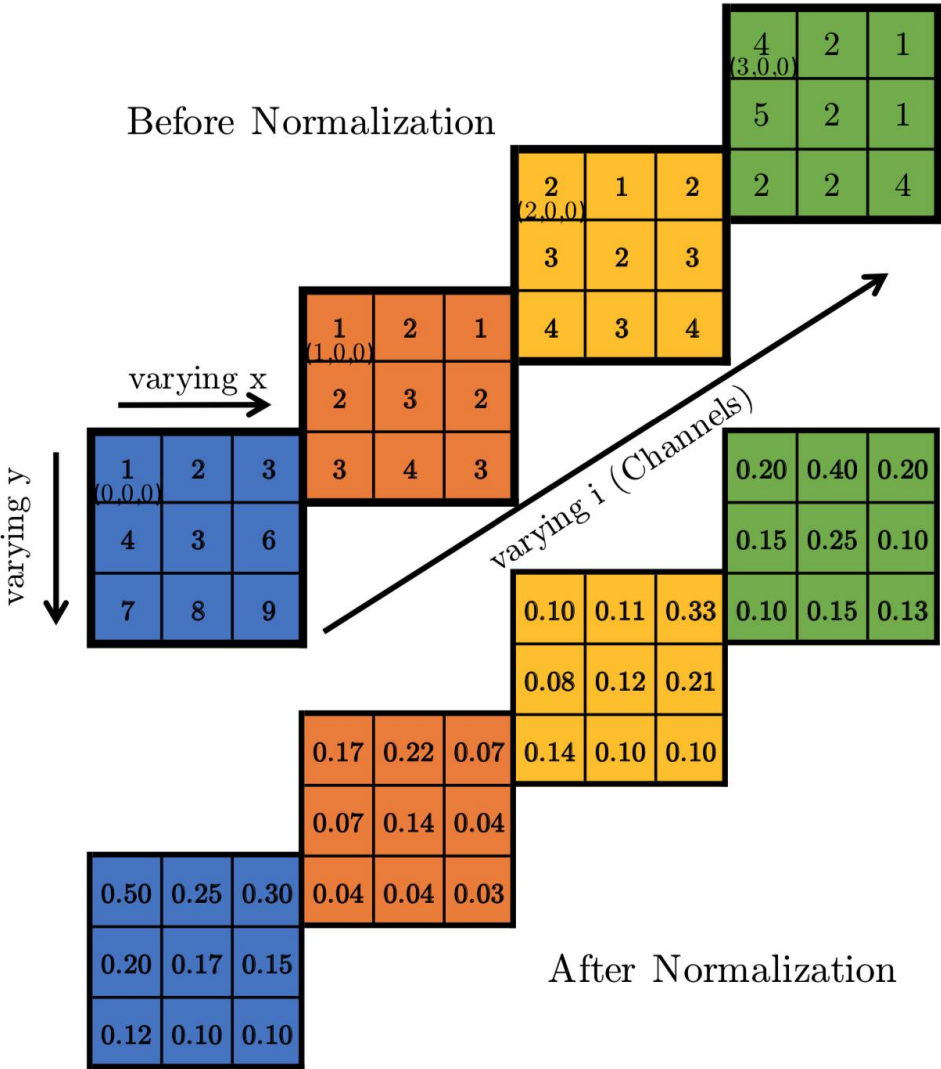 4 2 1
(3,0,0)
5 2 1
2 2 4
Before Normalization
2 1 2
(2,0,0)
3 2 3
4 3 4
1 2 1
(1,0,0)
2 3 2
3 4 3
varying x
varying y
1 2 3
(0,0,0)
4 3 6
7 8 9
varying i (Channels)
0.20 0.40 0.20
0.15 0.25 0.10
0.10 0.15 0.13
0.10 0.11 0.33
0.08 0.12 0.21
0.14 0.10 0.10
0.17 0.22 0.07
0.07 0.14 0.04
0.04 0.04 0.03
0.50 0.25 0.30
0.20 0.17 0.15
0.12 0.10 0.10
After Normalization